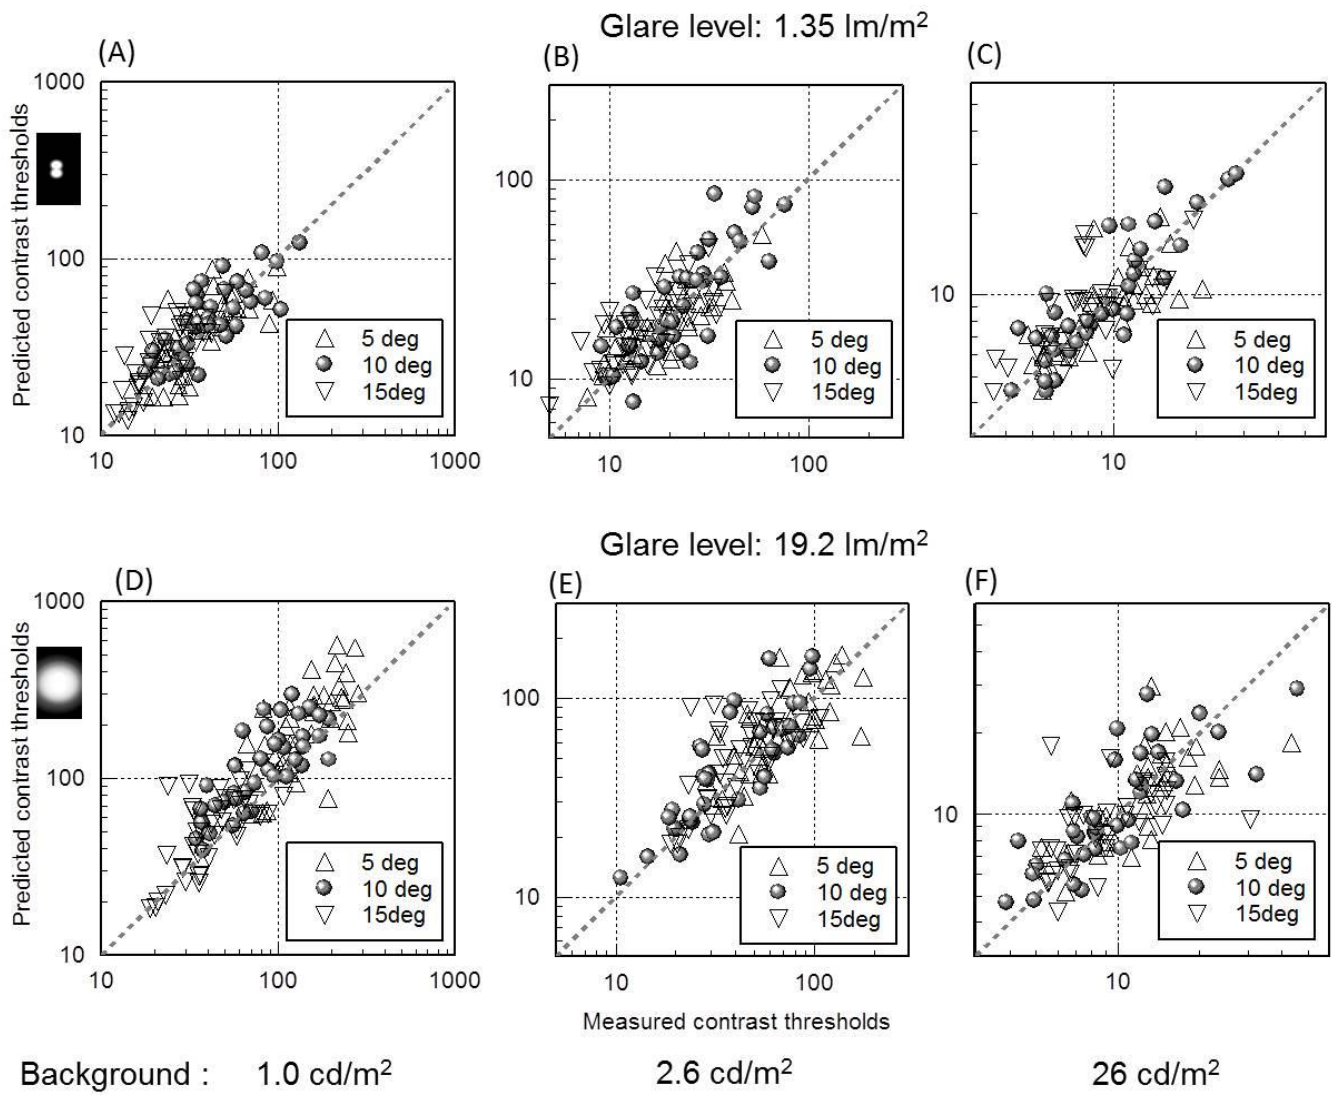 Glare level: 1.35 lm/m²
(A)
(B)
(C)
Predicted contrast thresholds
1000
100
10
10
100
1000
5 deg
10 deg
15deg
100
10
10
100
5 deg
10 deg
15deg
10
10
5 deg
10 deg
15deg
Glare level: 19.2 lm/m²
(D)
(E)
(F)
Predicted contrast thresholds
1000
100
10
10
100
1000
5 deg
10 deg
15deg
100
10
10
100
5 deg
10 deg
15deg
10
10
5 deg
10 deg
15deg
Measured contrast thresholds
Background : 1.0 cd/m² 2.6 cd/m² 26 cd/m²